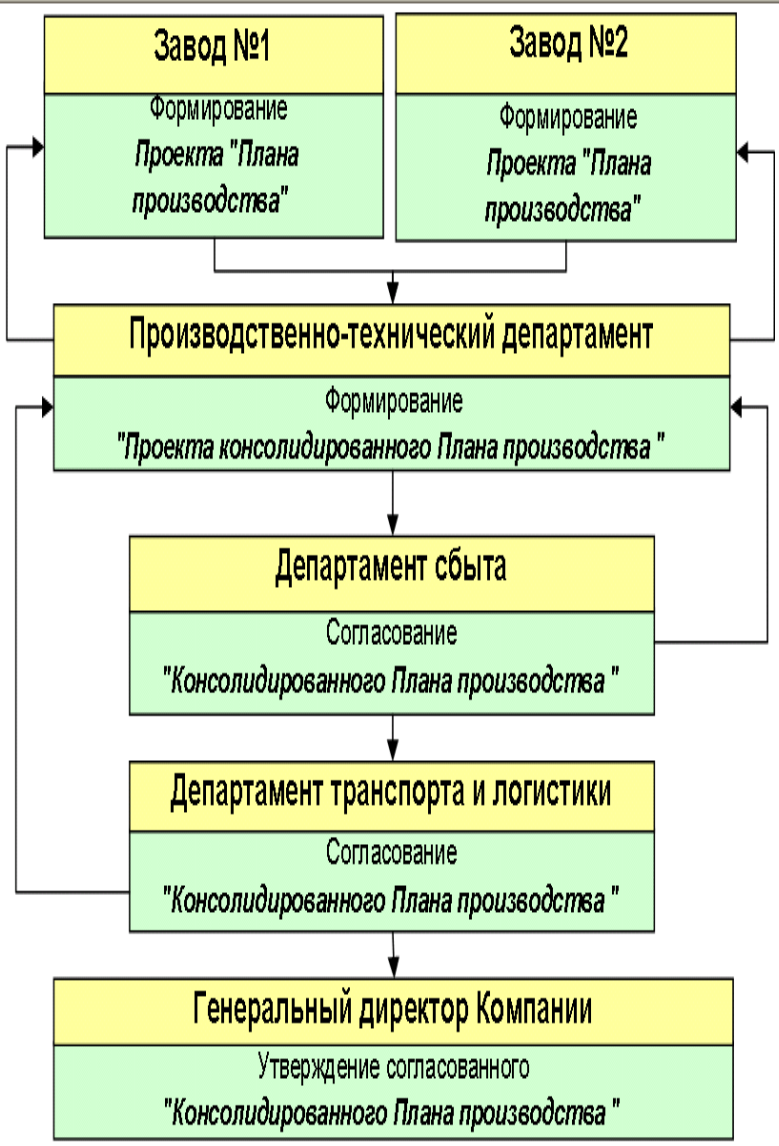 Завод №1
Формирование
Проекта "Плана
производства"
Завод №2
Формирование
Проекта "Плана
производства"
Производственно-технический департамент
Формирование
"Проекта консолидированного Плана производства "
Департамент сбыта
Согласование
"Консолидированного Плана производства "
Департамент транспорта и логистики
Согласование
"Консолидированного Плана производства "
Генеральный директор Компании
Утверждение согласованного
"Консолидированного Плана производства "